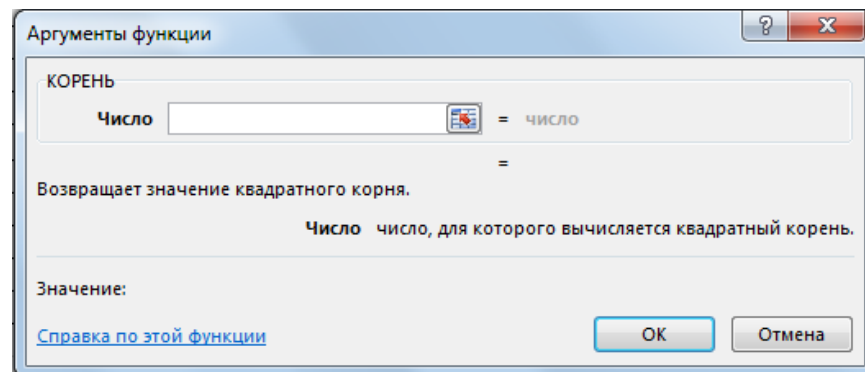 Аргументы функции
?
КОРЕНЬ
Число = число
=
Возвращает значение квадратного корня.
Число число, для которого вычисляется квадратный корень.
Значение:
Справка по этой функции
ОК Отмена